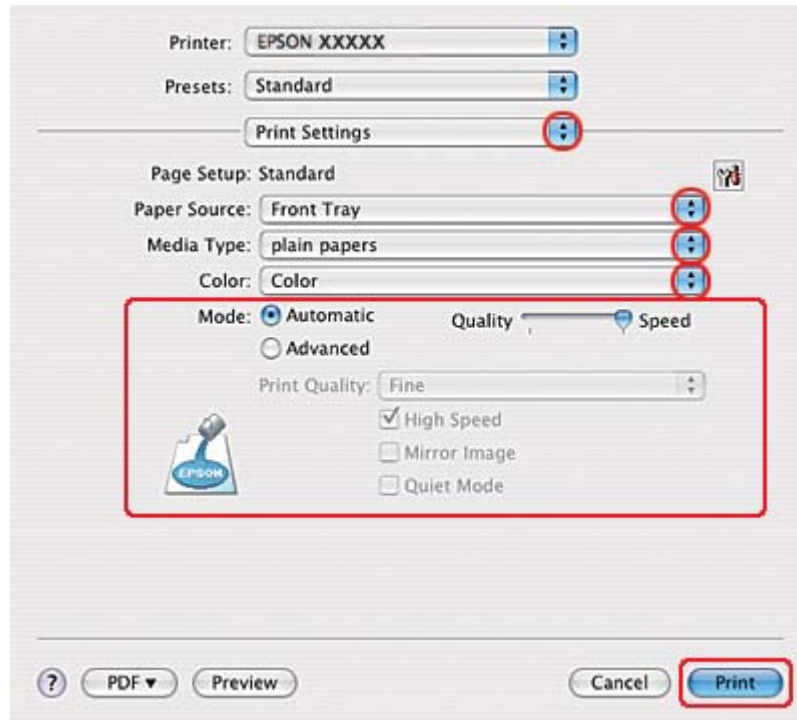 Printer: EPSON XXXXX
Presets: Standard
Print Settings
Page Setup: Standard
Paper Source: Front Tray
Media Type: plain papers
Color: Color
Mode: Automatic Quality Speed
Advanced
Print Quality: Fine
High Speed
Mirror Image
EPSON
Quiet Mode
? PDF Preview Cancel Print